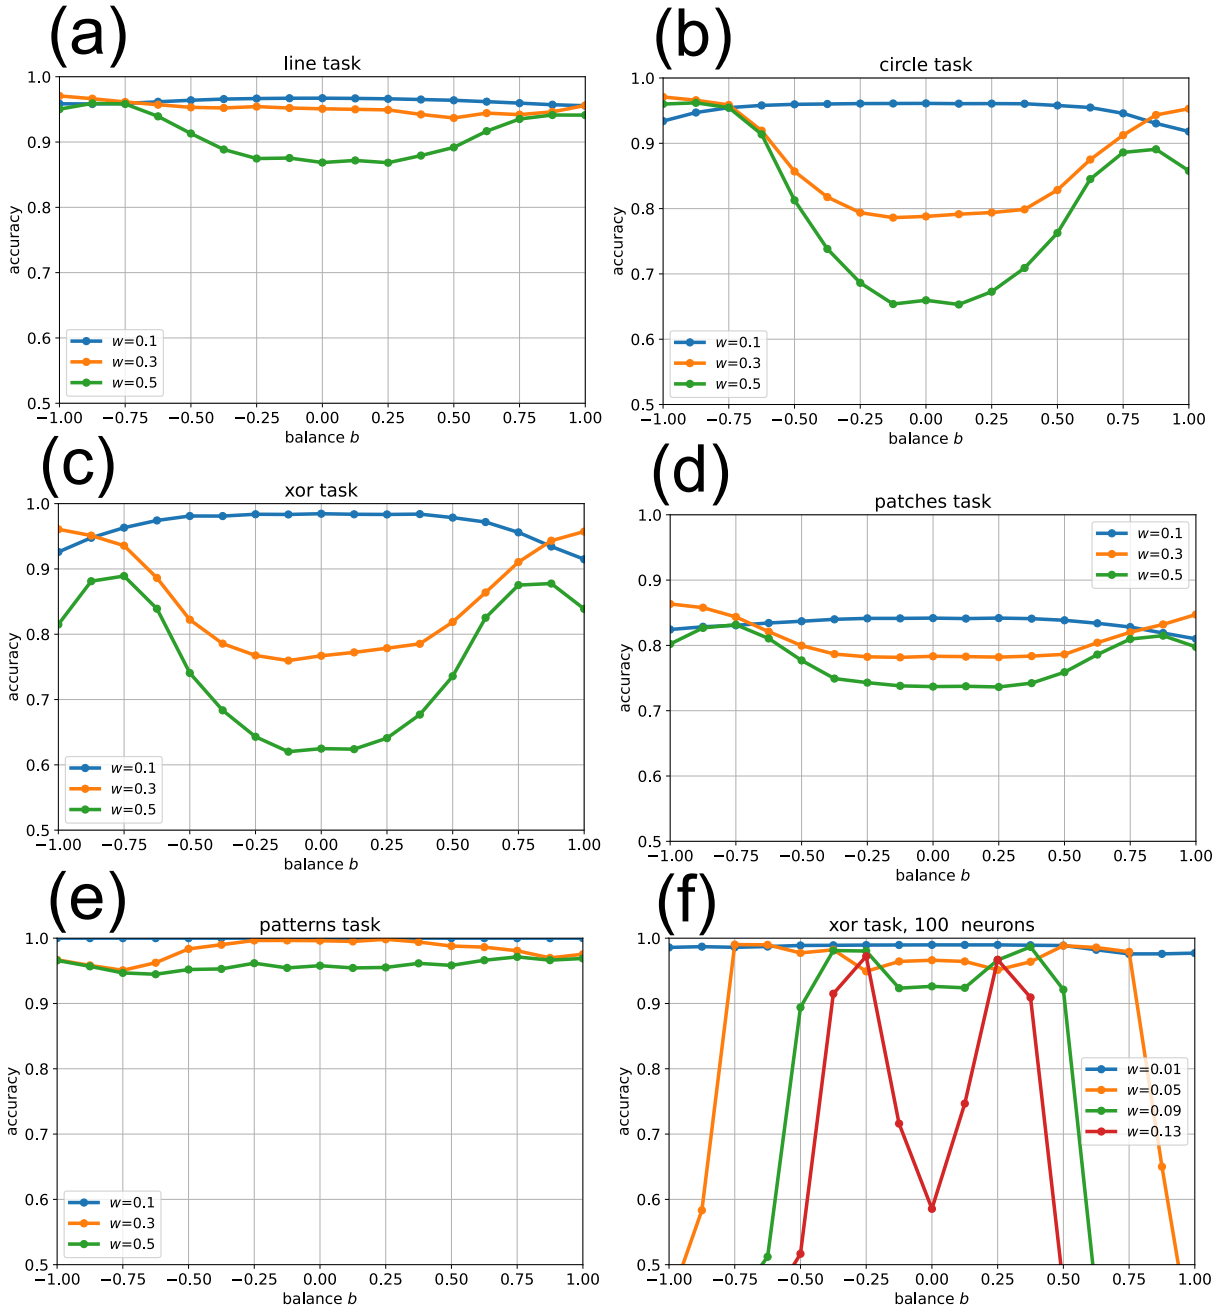 (a)
line task
1.0
0.9
0.8
0.7
0.6
0.5
accuracy
w=0.1
w=0.3
w=0.5
−1.00 −0.75 −0.50 −0.25 0.00 0.25 0.50 0.75 1.00
balance b
(b)
circle task
1.0
0.9
0.8
0.7
0.6
0.5
accuracy
w=0.1
w=0.3
w=0.5
−1.00 −0.75 −0.50 −0.25 0.00 0.25 0.50 0.75 1.00
balance b
(c)
xor task
1.0
0.9
0.8
0.7
0.6
0.5
accuracy
w=0.1
w=0.3
w=0.5
−1.00 −0.75 −0.50 −0.25 0.00 0.25 0.50 0.75 1.00
balance b
(d)
patches task
1.0
0.9
0.8
0.7
0.6
0.5
accuracy
w=0.1
w=0.3
w=0.5
−1.00 −0.75 −0.50 −0.25 0.00 0.25 0.50 0.75 1.00
balance b
(e)
patterns task
1.0
0.9
0.8
0.7
0.6
0.5
accuracy
w=0.1
w=0.3
w=0.5
−1.00 −0.75 −0.50 −0.25 0.00 0.25 0.50 0.75 1.00
balance b
(f)
xor task, 100 neurons
1.0
0.9
0.8
0.7
0.6
0.5
accuracy
w=0.01
w=0.05
w=0.09
w=0.13
−1.00 −0.75 −0.50 −0.25 0.00 0.25 0.50 0.75 1.00
balance b